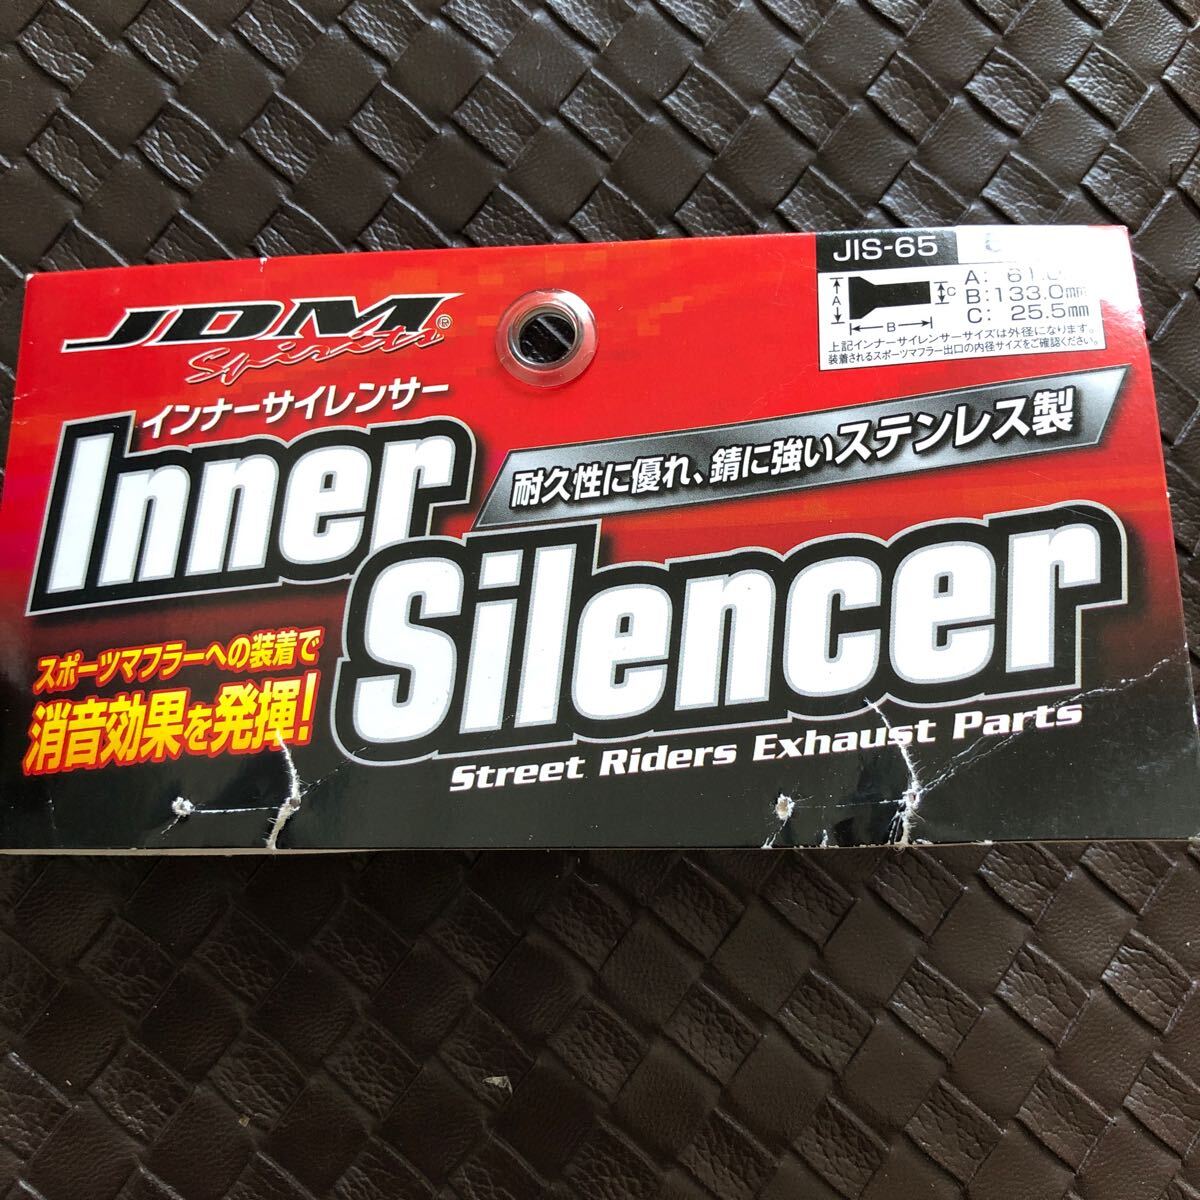 JDM
Spirits®
インナーサイレンサー
Inner
Silencer
耐久性に優れ、錆に強いステンレス製
スポーツマフラーへの装着で
消音効果を発揮!
Street Riders Exhaust Parts
JIS-65
A
B
C
A: 61.0
B:133.0mm
C: 25.5mm
上記インナーサイレンサーサイズは外径になります。
装着されるスポーツマフラー出口の内径サイズをご確認ください。